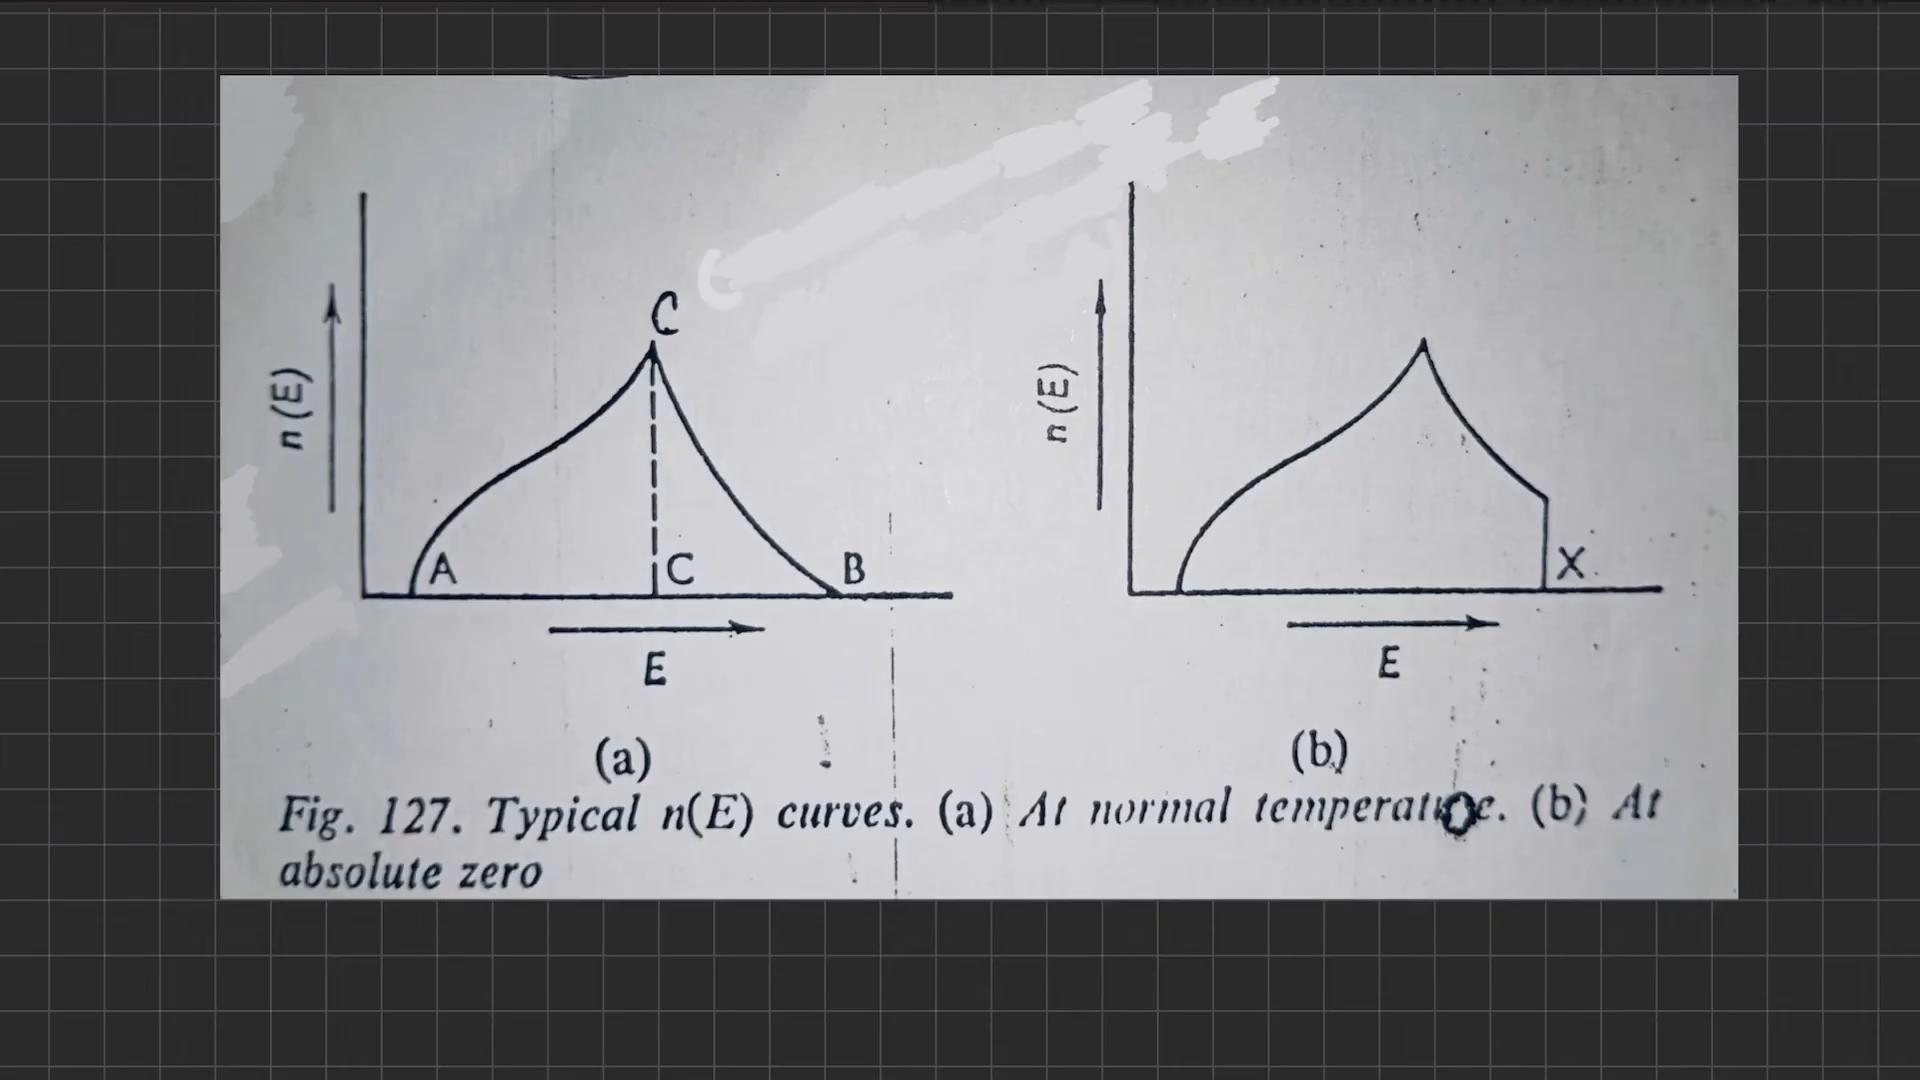 C
n(E)
A
C
B
E
(a)
n(E)
X
E
(b)
Fig. 127. Typical n(E) curves. (a) At normal temperature. (b) At
absolute zero